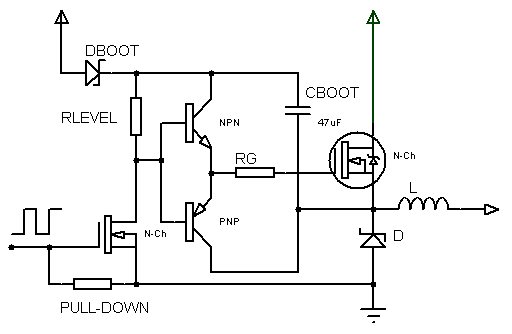 DBOOT
CBOOT
RLEVEL
NPN
47uF
RG
N-Ch
L
PNP
N-Ch
D
PULL-DOWN